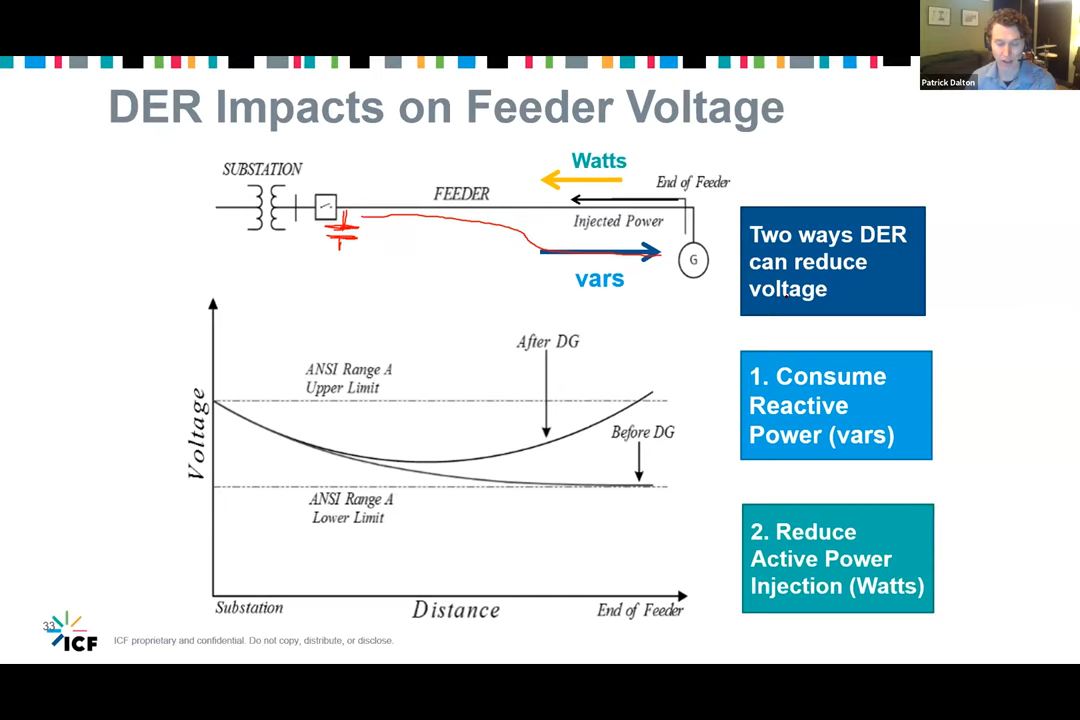 Patrick Dalton
DER Impacts on Feeder Voltage
SUBSTATION
FEEDER
Watts
End of Feeder
Injected Power
G
vars
Two ways DER
can reduce
voltage
Voltage
ANSI Range A
Upper Limit
After DG
Before DG
ANSI Range A
Lower Limit
Substation
Distance
End of Feeder
1. Consume
Reactive
Power (vars)
2. Reduce
Active Power
Injection (Watts)
33
ICF
ICF proprietary and confidential. Do not copy, distribute, or disclose.